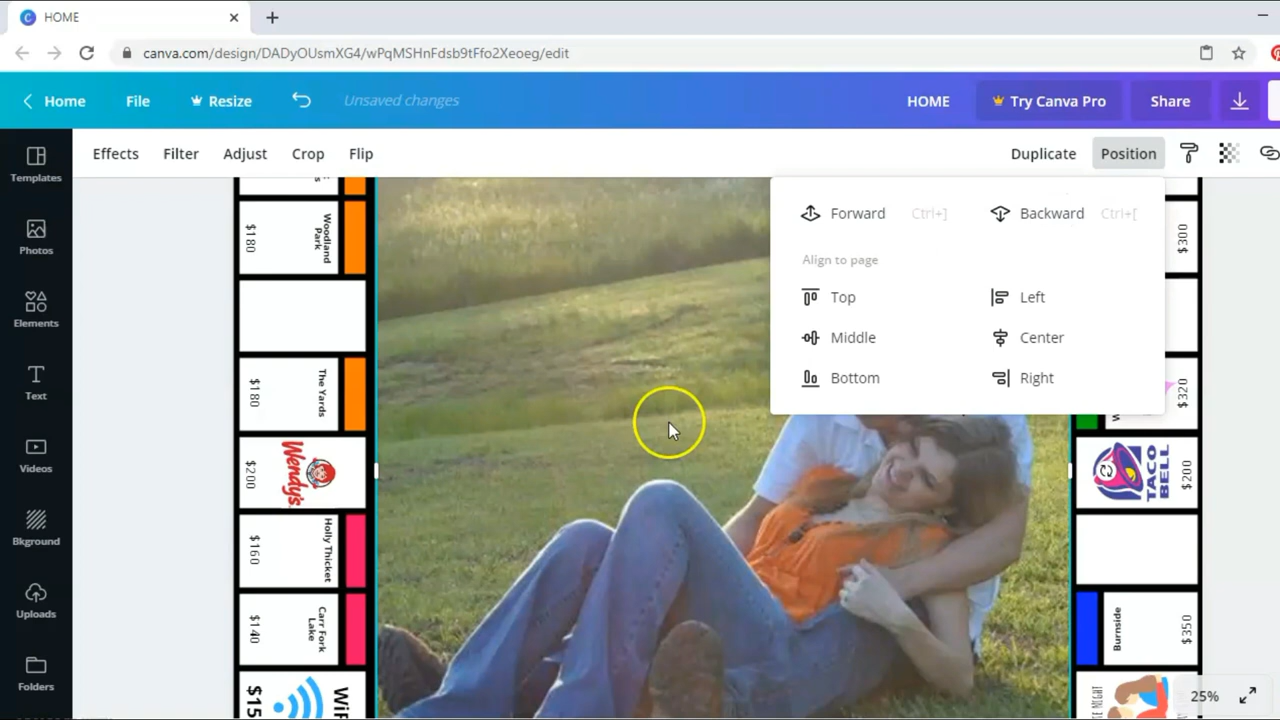 HOME
canva.com/design/DADyOUsmXG4/wPqMSHnFdsb9tFfo2Xeoeg/edit
Home
File
Resize
Unsaved changes
HOME
Try Canva Pro
Share
Effects
Filter
Adjust
Crop
Flip
Duplicate
Position
Templates
Photos
Elements
Text
Videos
Bkground
Uploads
Folders
Forward
Ctrl+]
Backward
Ctrl+[
Align to page
Top
Left
Middle
Center
Bottom
Right
Woodland
Park
$180
The Yards
$180
Wendy's
$200
Holly Thicket
$160
Carr Fork
Lake
$140
WiF
$15
$300
$320
TACO
BELL
$200
Burnside
$350
NIGHT
25%